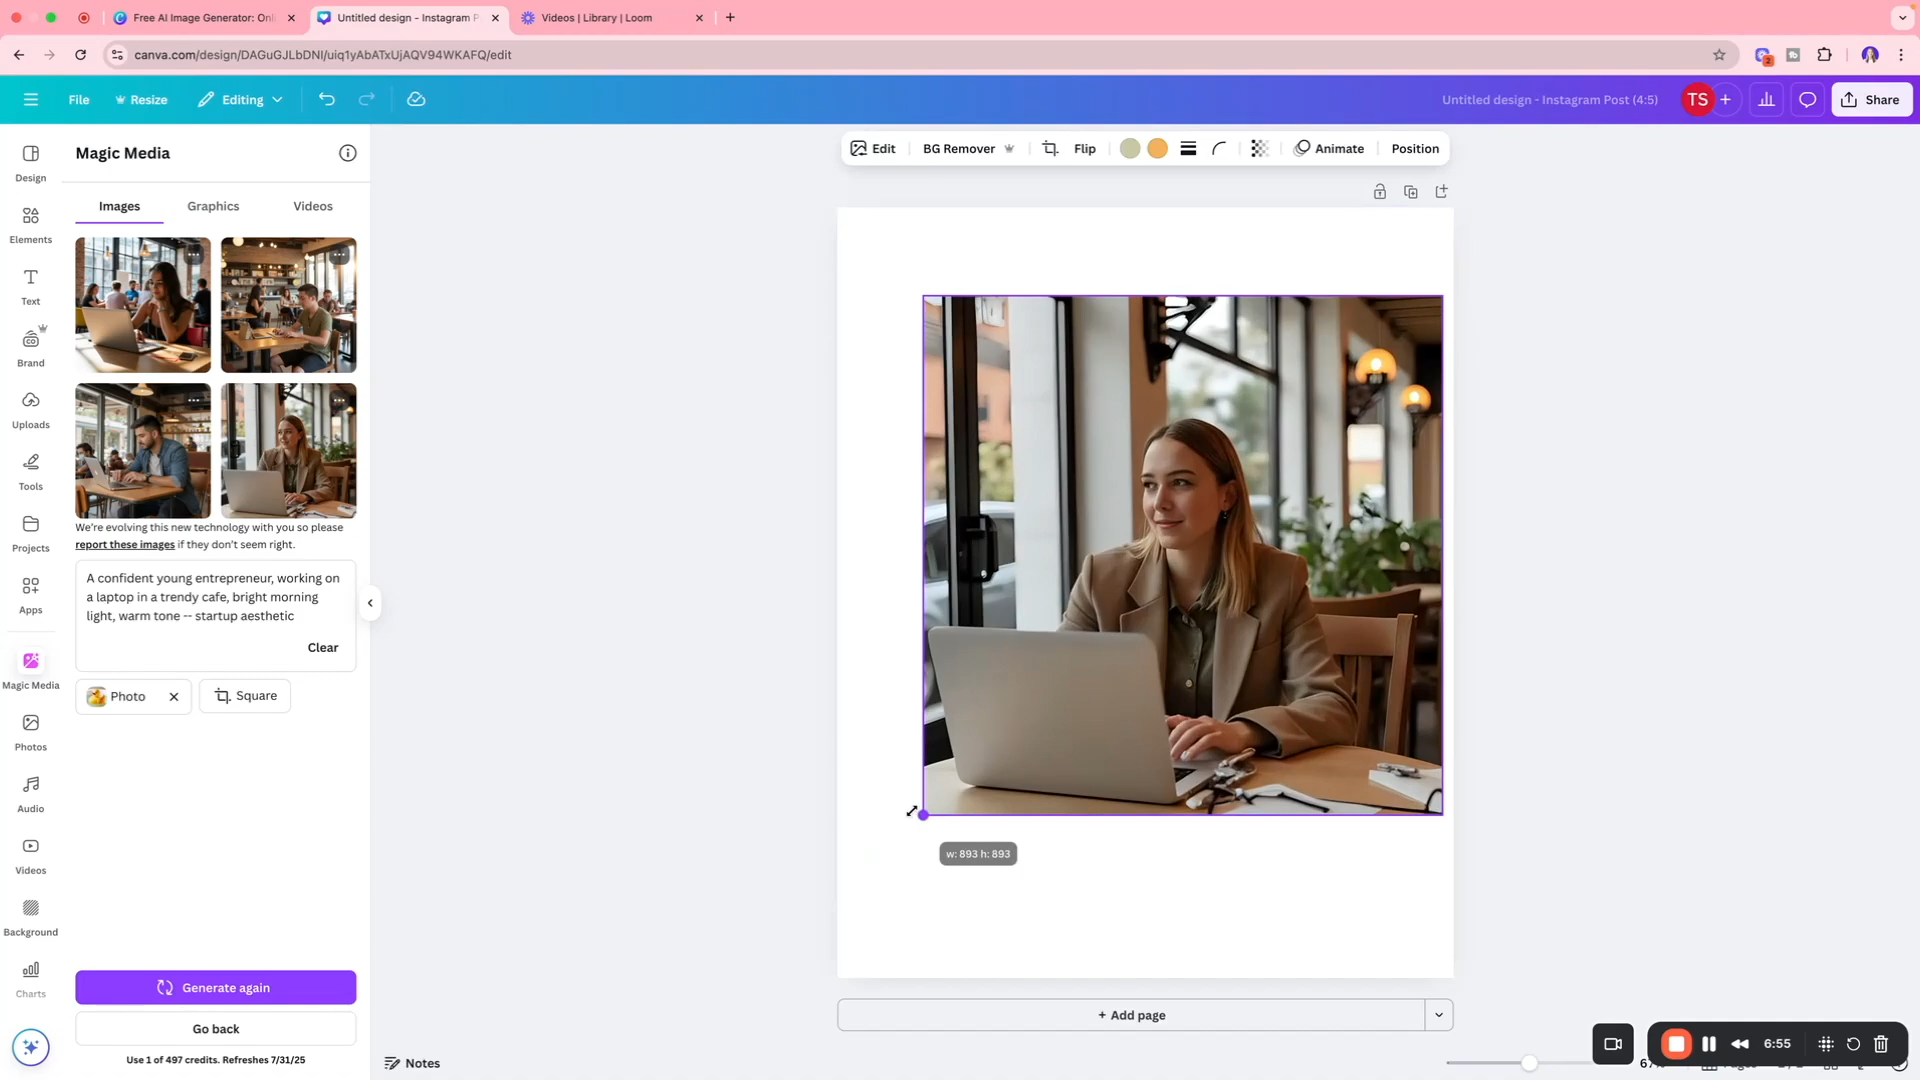 Free AI Image Generator: Onl
Untitled design - Instagram P
Videos | Library | Loom
canva.com/design/DAGuGJLbDNI/uiq1yAbATxUjAQV94WKAFQ/edit
2
File
Resize
Editing
Untitled design - Instagram Post (4:5)
TS
Share
Design
Elements
Text
Brand
Uploads
Tools
Projects
Apps
Magic Media
Photos
Audio
Videos
Background
Charts
Magic Media
Images
Graphics
Videos
We're evolving this new technology with you so please
report these images if they don't seem right.
A confident young entrepreneur, working on
a laptop in a trendy cafe, bright morning
light, warm tone -- startup aesthetic
Clear
Photo
Square
Generate again
Go back
Use 1 of 497 credits. Refreshes 7/31/25
Edit
BG Remover
Flip
Animate
Position
w: 893 h: 893
+ Add page
Notes
6:55